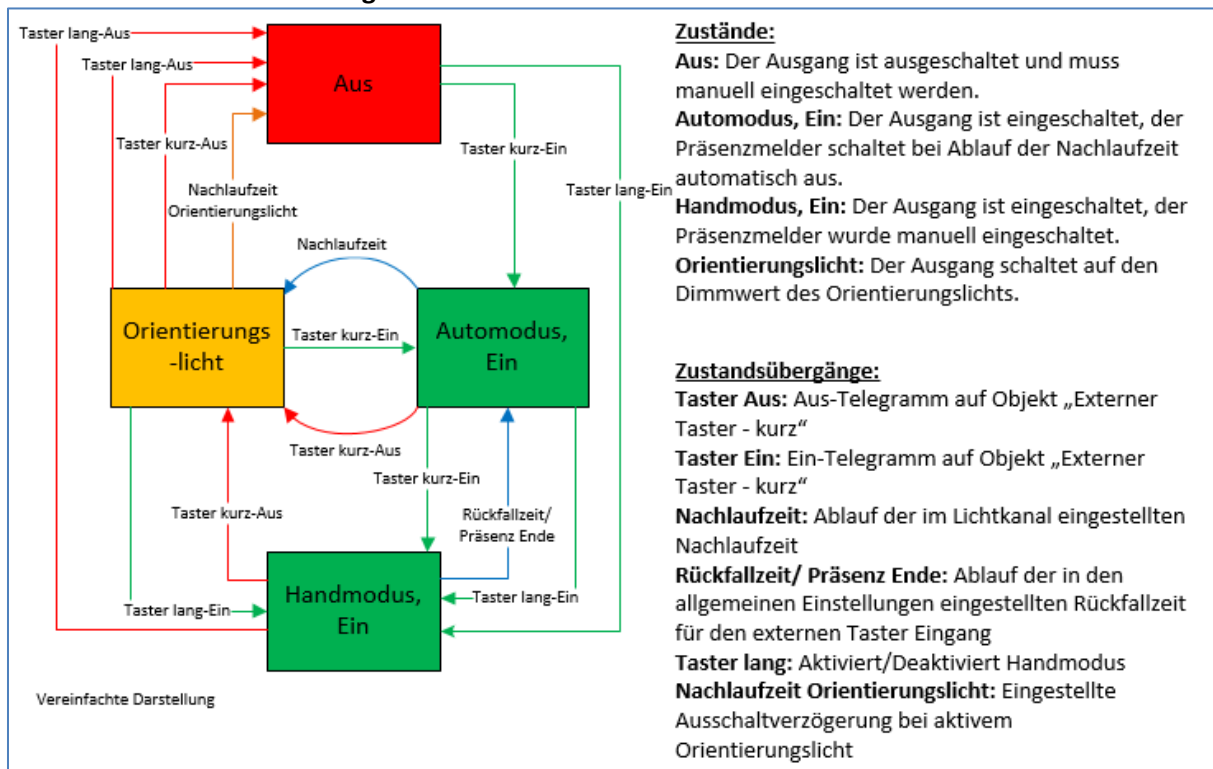 Taster lang-Aus
Taster lang-Aus
Aus
Taster kurz-Aus
Taster kurz-Ein
Taster lang-Ein
Nachlaufzeit
Orientierungslicht
Nachlaufzeit
Orientierungs
-licht
Taster kurz-Ein
Automodus,
Ein
Taster kurz-Aus
Taster kurz-Ein
Taster kurz-Aus
Rückfallzeit/
Präsenz Ende
Taster lang-Ein
Handmodus,
Ein
Taster lang-Ein
Vereinfachte Darstellung
Zustände:
Aus: Der Ausgang ist ausgeschaltet und muss
manuell eingeschaltet werden.
Automodus, Ein: Der Ausgang ist eingeschaltet, der
Präsenzmelder schaltet bei Ablauf der Nachlaufzeit
automatisch aus.
Handmodus, Ein: Der Ausgang ist eingeschaltet, der
Präsenzmelder wurde manuell eingeschaltet.
Orientierungslicht: Der Ausgang schaltet auf den
Dimmwert des Orientierungslichts.
Zustandsübergänge:
Taster Aus: Aus-Telegramm auf Objekt „Externer
Taster - kurz“
Taster Ein: Ein-Telegramm auf Objekt „Externer
Taster - kurz“
Nachlaufzeit: Ablauf der im Lichtkanal eingestellten
Nachlaufzeit
Rückfallzeit/ Präsenz Ende: Ablauf der in den
allgemeinen Einstellungen eingestellten Rückfallzeit
für den externen Taster Eingang
Taster lang: Aktiviert/Deaktiviert Handmodus
Nachlaufzeit Orientierungslicht: Eingestellte
Ausschaltverzögerung bei aktivem
Orientierungslicht